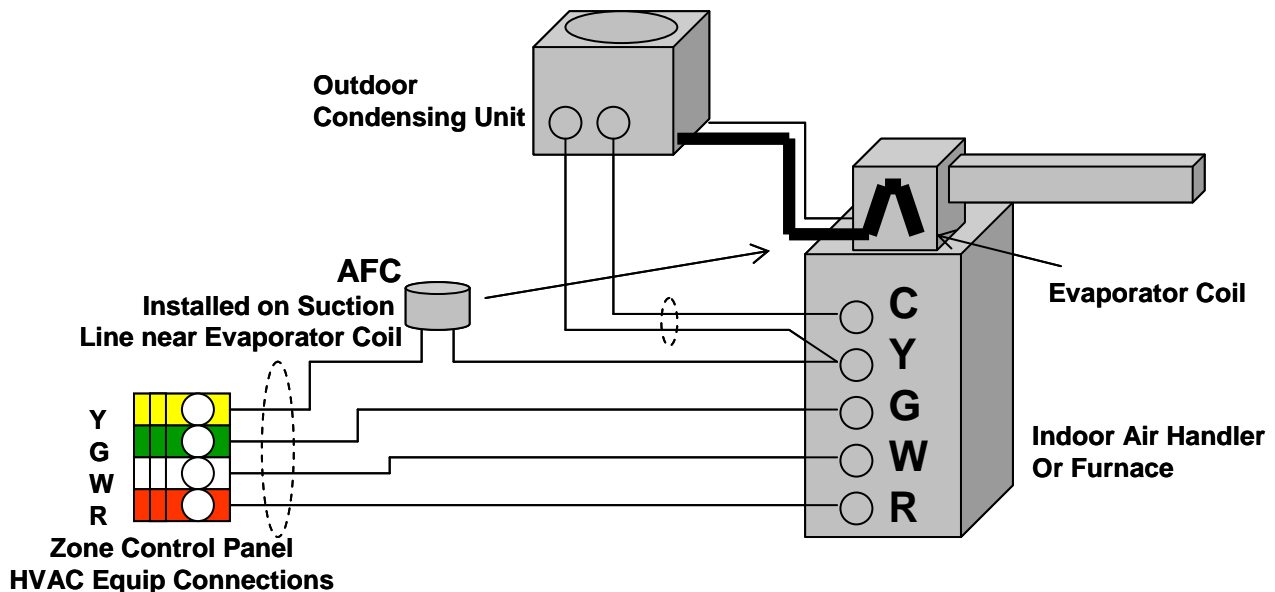 Outdoor
Condensing Unit
AFC
Installed on Suction
Line near Evaporator Coil
Evaporator Coil
C
Y
G
W
R
Indoor Air Handler
Or Furnace
Y
G
W
R
Zone Control Panel
HVAC Equip Connections